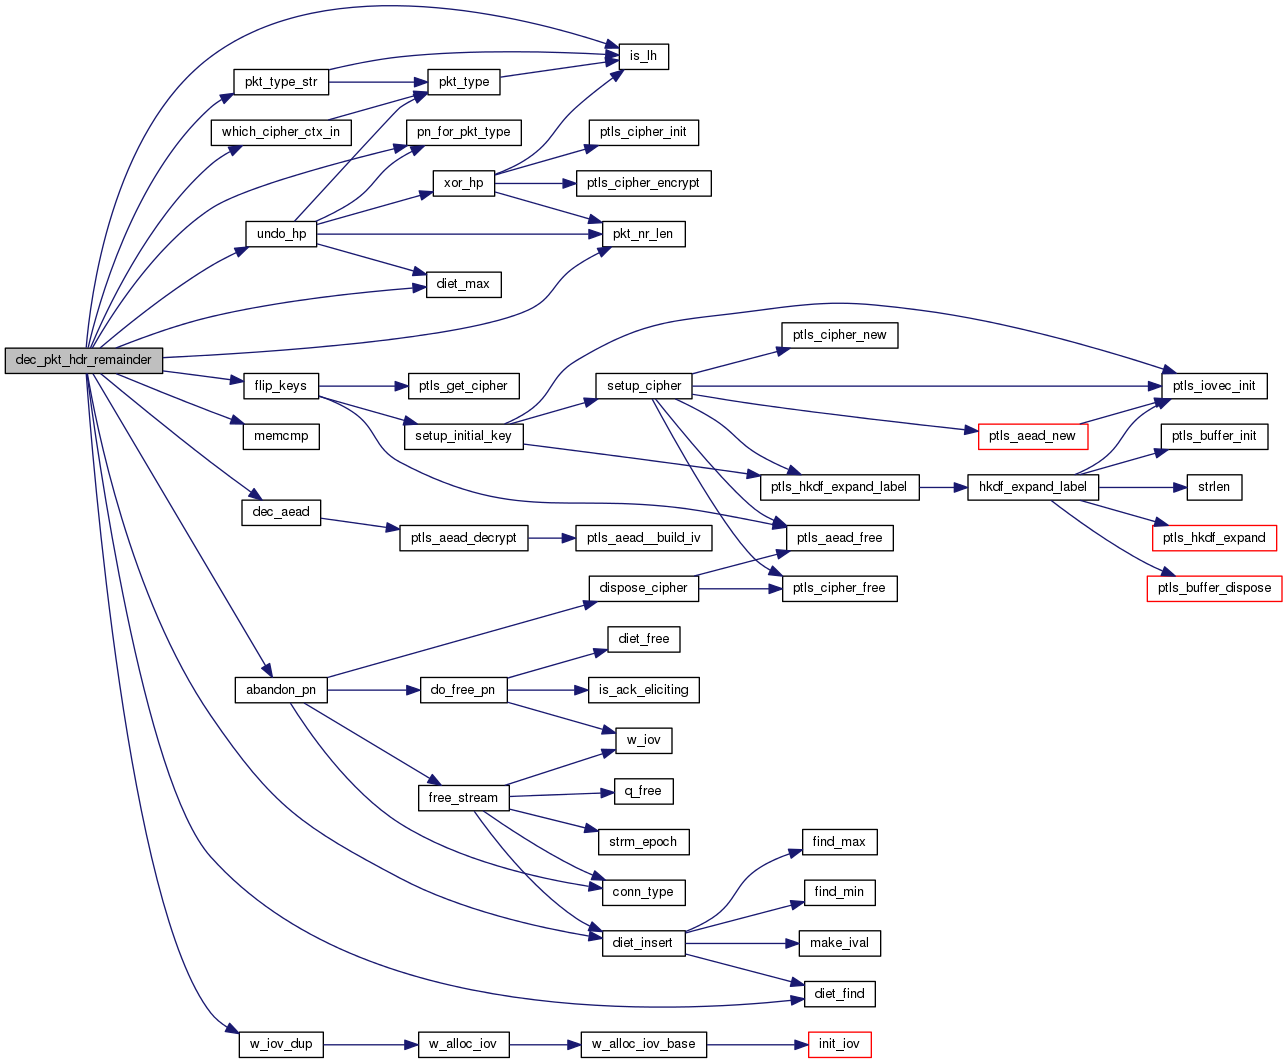 is_lh
pkt_type_str
pkt_type
which_cipher_ctx_in
pn_for_pkt_type
ptls_cipher_init
xor_hp
ptls_cipher_encrypt
undo_hp
pkt_nr_len
diet_max
ptls_cipher_new
dec_pkt_hdr_remainder
flip_keys
ptls_get_cipher
setup_cipher
ptls_iovec_init
memcmp
setup_initial_key
ptls_aead_new
ptls_buffer_init
ptls_hkdf_expand_label
hkdf_expand_label
strlen
dec_aead
ptls_aead_decrypt
ptls_aead__build_iv
ptls_aead_free
ptls_hkdf_expand
dispose_cipher
ptls_cipher_free
ptls_buffer_dispose
diet_free
abandon_pn
do_free_pn
is_ack_eliciting
w_iov
free_stream
q_free
strm_epoch
find_max
conn_type
find_min
diet_insert
make_ival
diet_find
w_iov_dup
w_alloc_iov
w_alloc_iov_base
init_iov